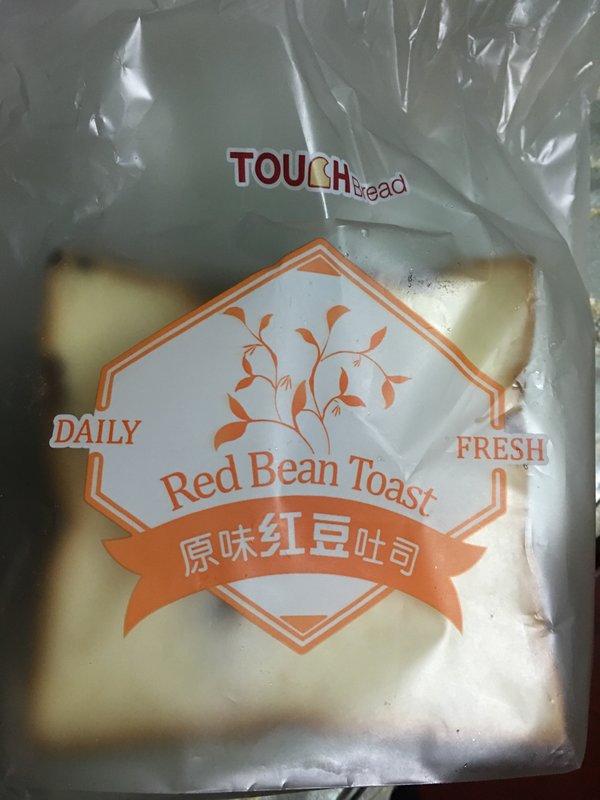 TOUCH Bread
DAILY
FRESH
Red Bean Toast
原味红豆吐司